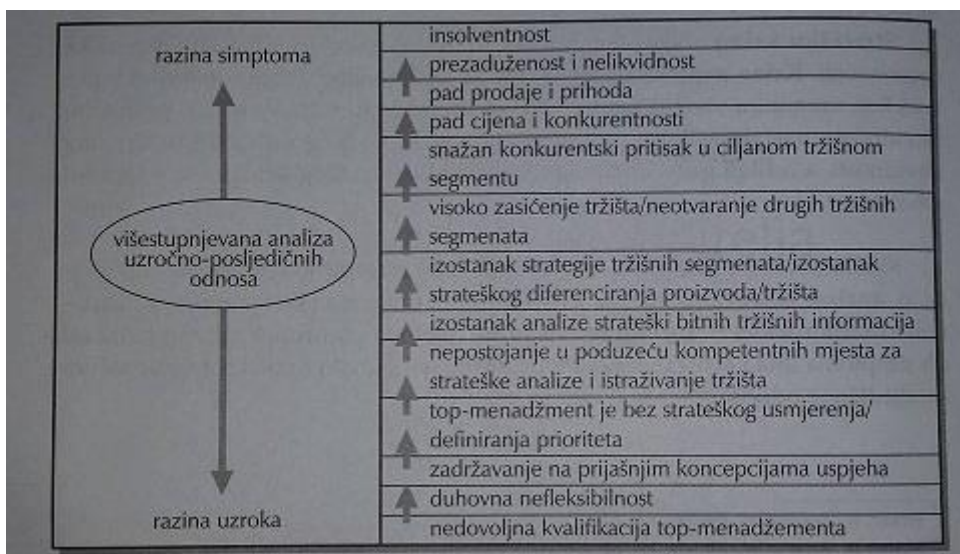 razina simptoma
višestupnjevana analiza
uzročno-posljedičnih
odnosa
razina uzroka
insolventnost
prezaduženost i nelikvidnost
pad prodaje i prihoda
pad cijena i konkurentnosti
snažan konkurentski pritisak u ciljanom tržišnom
segmentu
visoko zasićenje tržišta/neotvaranje drugih tržišnih
segmenata
izostanak strategije tržišnih segmenata/izostanak
strateškog diferenciranja proizvoda/tržišta
izostanak analize strateški bitnih tržišnih informacija
nepostojanje u poduzeću kompetentnih mjesta za
strateške analize i istraživanje tržišta
top-menadžment je bez strateškog usmjerenja/
definiranja prioriteta
zadržavanje na prijašnjim koncepcijama uspjeha
duhovna nefleksibilnost
nedovoljna kvalifikacija top-menadžementa